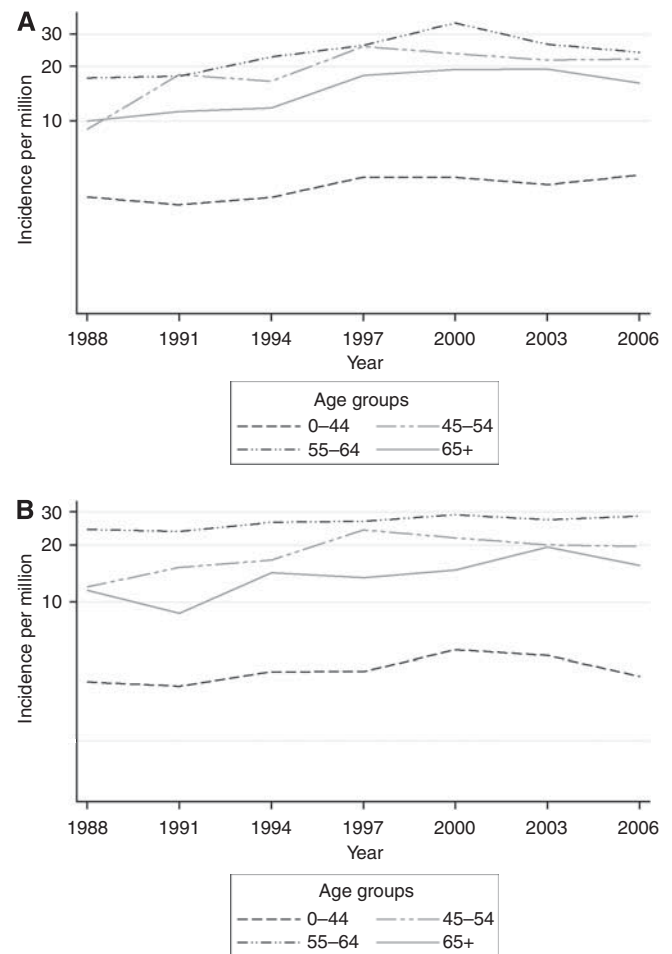 A
30
20
10
Incidence per million
1988 1991 1994 1997 2000 2003 2006
Year
Age groups
0–44 45–54
55–64 65+
B
30
20
10
Incidence per million
1988 1991 1994 1997 2000 2003 2006
Year
Age groups
0–44 45–54
55–64 65+